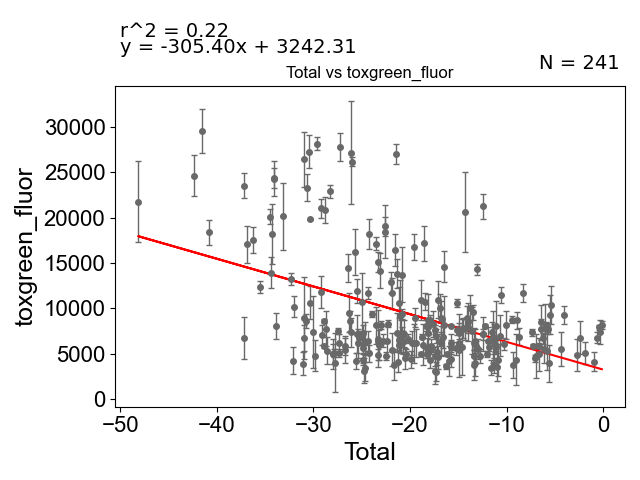 r^2 = 0.22
y = -305.40x + 3242.31
N = 241
Total vs toxgreen_fluor
30000
25000
20000
15000
10000
5000
0
toxgreen_fluor
−50
−40
−30
−20
−10
0
Total